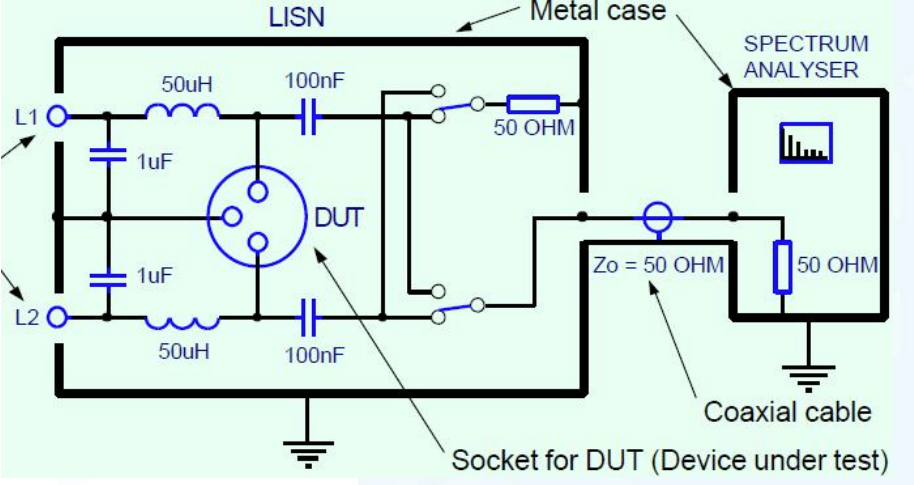 LISN
Metal case
SPECTRUM
ANALYSER
50uH
100nF
L1
50 OHM
1uF
DUT
1uF
Zo = 50 OHM
50 OHM
L2
50uH
100nF
Coaxial cable
Socket for DUT (Device under test)